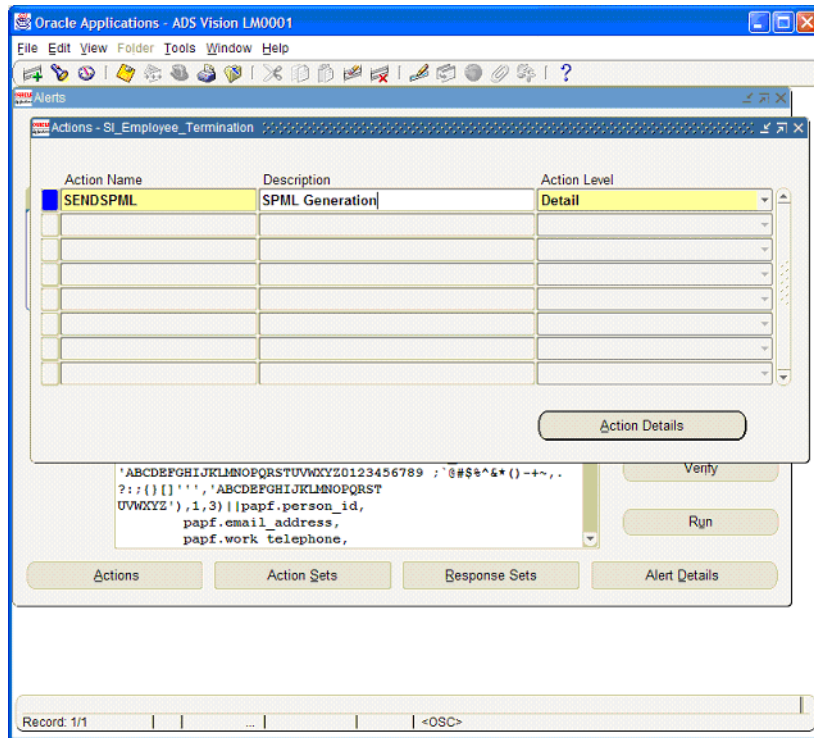 Oracle Applications - ADS Vision LM0001
File Edit View Folder Tools Window Help
Alerts
Actions - SI_Employee_Termination
Action Name Description Action Level
SENDSPML SPML Generation Detail
Action Details
'ABCDEFGHIJKLMNOPQRSTUVWXYZ0123456789 ;`@#$%^&*()-+~,.
?:;()[]''','ABCDEFGHIJKLMNOPQRST
UVWXYZ'),1,3)||papf.person_id,
papf.email_address,
papf.work_telephone,
Verify
Run
Actions Action Sets Response Sets Alert Details
Record: 1/1 ... <OSC>